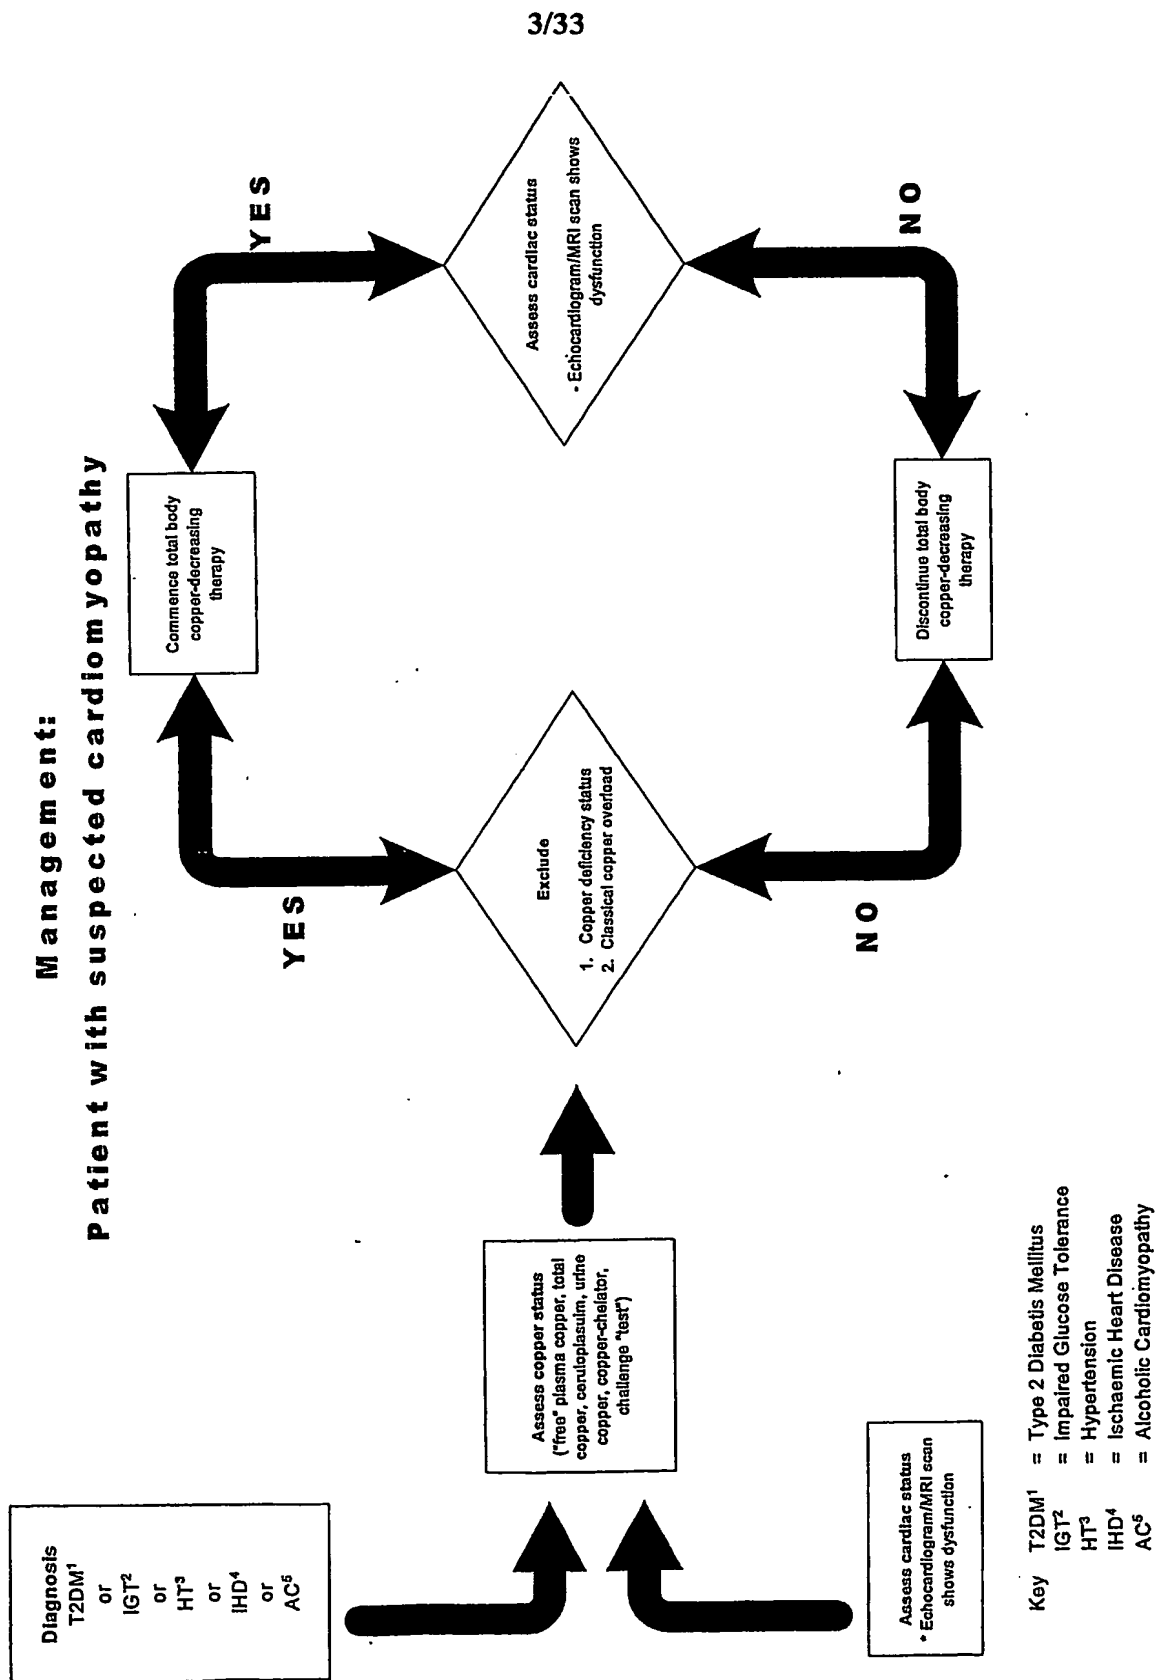 3/33
Management:
Patient with suspected cardiomyopathy
Diagnosis
T2DM¹
or
IGT²
or
HT³
or
IHD⁴
or
AC⁵
Assess cardiac status
* Echocardiogram/MRI scan
shows dysfunction
Assess copper status
("free" plasma copper, total
copper, ceruloplasulm, urine
copper, copper-chelator,
challenge "test")
Exclude
1. Copper deficiency status
2. Classical copper overload
YES
NO
Commence total body
copper-decreasing
therapy
Discontinue total body
copper-decreasing
therapy
YES
NO
Assess cardiac status
- Echocardiogram/MRI scan shows
dysfunction
Key T2DM¹ = Type 2 Diabetis Mellitus
IGT² = Impaired Glucose Tolerance
HT³ = Hypertension
IHD⁴ = Ischaemic Heart Disease
AC⁵ = Alcoholic Cardiomyopathy